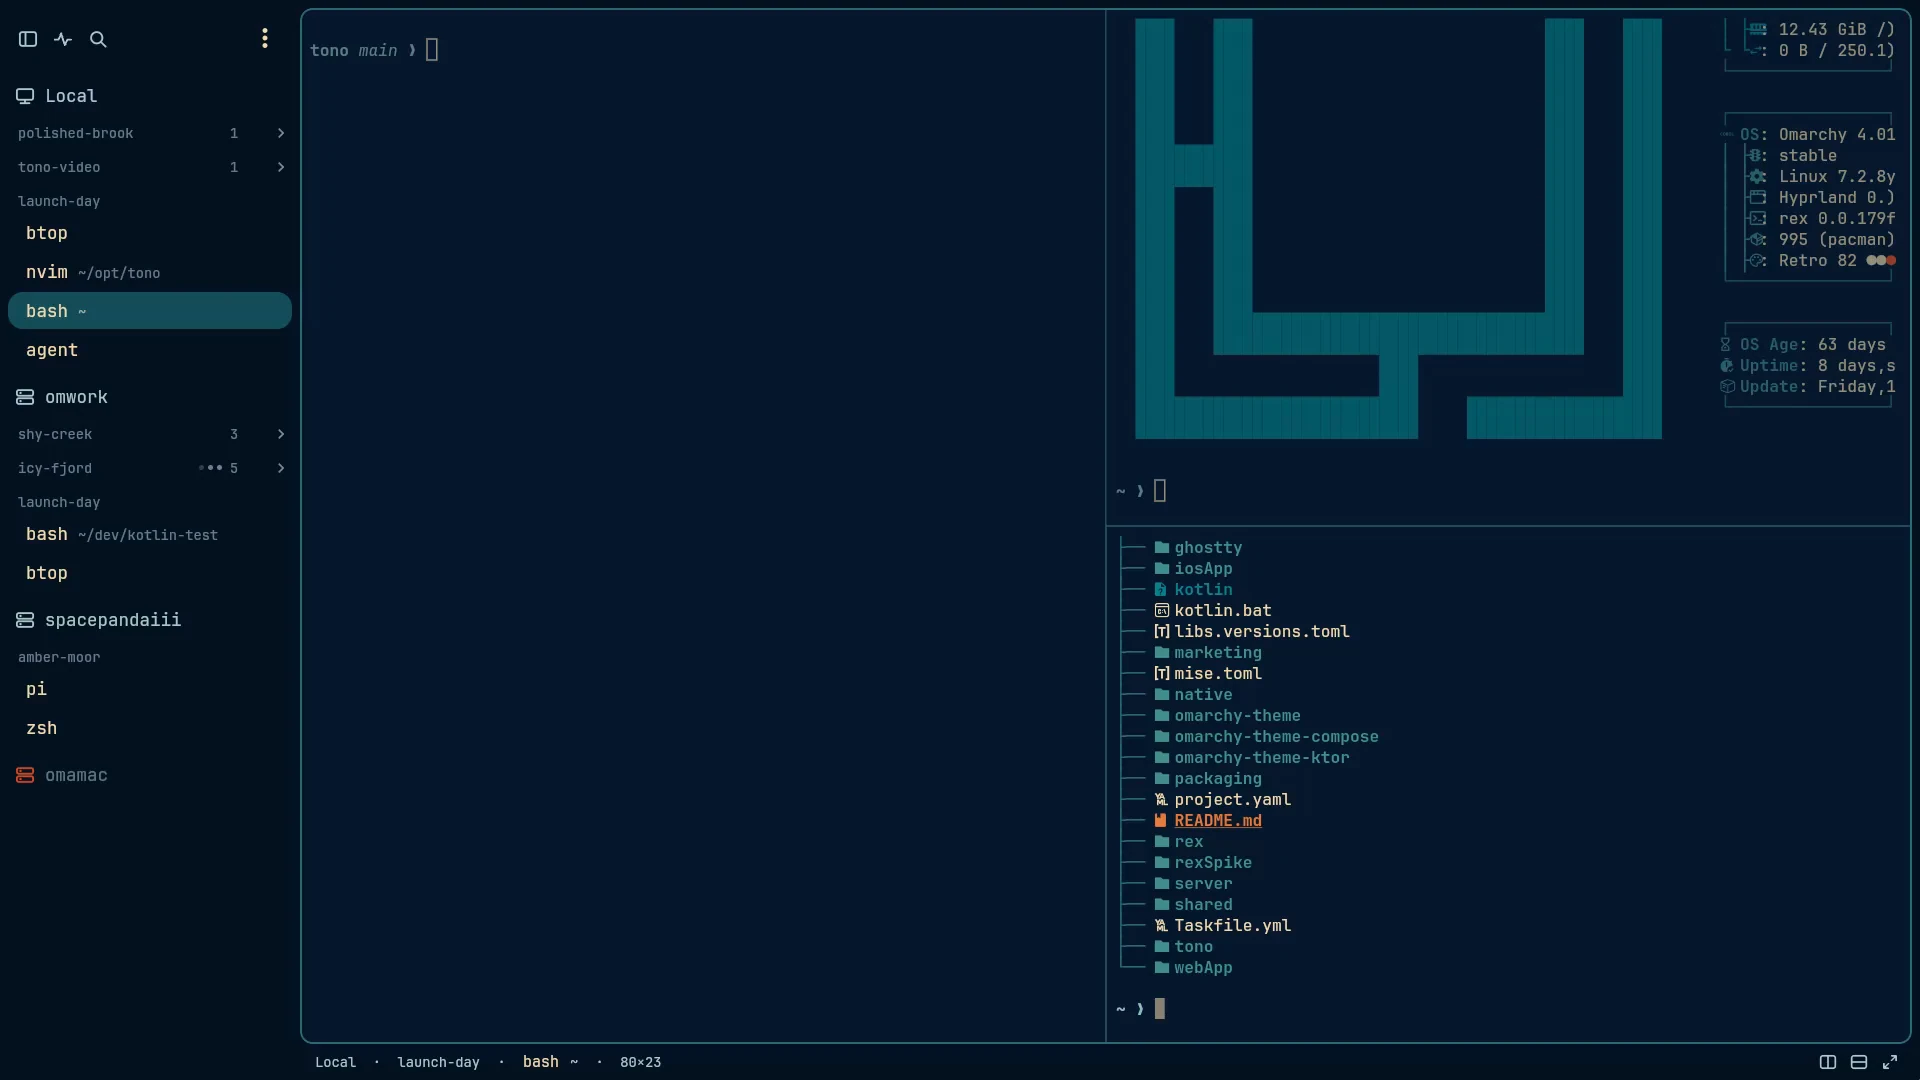 Local
polished-brook 1
tono-video 1
launch-day
btop
nvim ~/opt/tono
bash ~
agent
omwork
shy-creek 3
icy-fjord 5
launch-day
bash ~/dev/kotlin-test
btop
spacepandaiii
amber-moor
pi
zsh
omamac
tono main ❯
: 12.43 GiB /)
: 0 B / 250.1)
OS: Omarchy 4.01
: stable
: Linux 7.2.8y
: Hyprland 0.)
: rex 0.0.179f
: 995 (pacman)
: Retro 82
OS Age: 63 days
Uptime: 8 days,s
Update: Friday,1
~ ❯
ghostty
iosApp
kotlin
kotlin.bat
libs.versions.toml
marketing
mise.toml
native
omarchy-theme
omarchy-theme-compose
omarchy-theme-ktor
packaging
project.yaml
README.md
rex
rexSpike
server
shared
Taskfile.yml
tono
webApp
~ ❯
Local · launch-day · bash ~ · 80×23